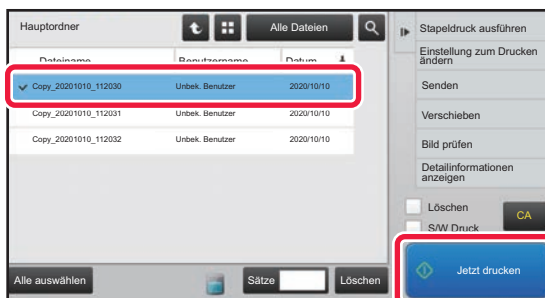 Hauptordner
Alle Dateien
Dateiname Benutzername Datum
Copy_20201010_112030 Unbek. Benutzer 2020/10/10
Copy_20201010_112031 Unbek. Benutzer 2020/10/10
Copy_20201010_112032 Unbek. Benutzer 2020/10/10
Alle auswählen
Sätze
Löschen
Stapeldruck ausführen
Einstellung zum Drucken
ändern
Senden
Verschieben
Bild prüfen
Detailinformationen
anzeigen
Löschen
CA
S/W Druck
Jetzt drucken